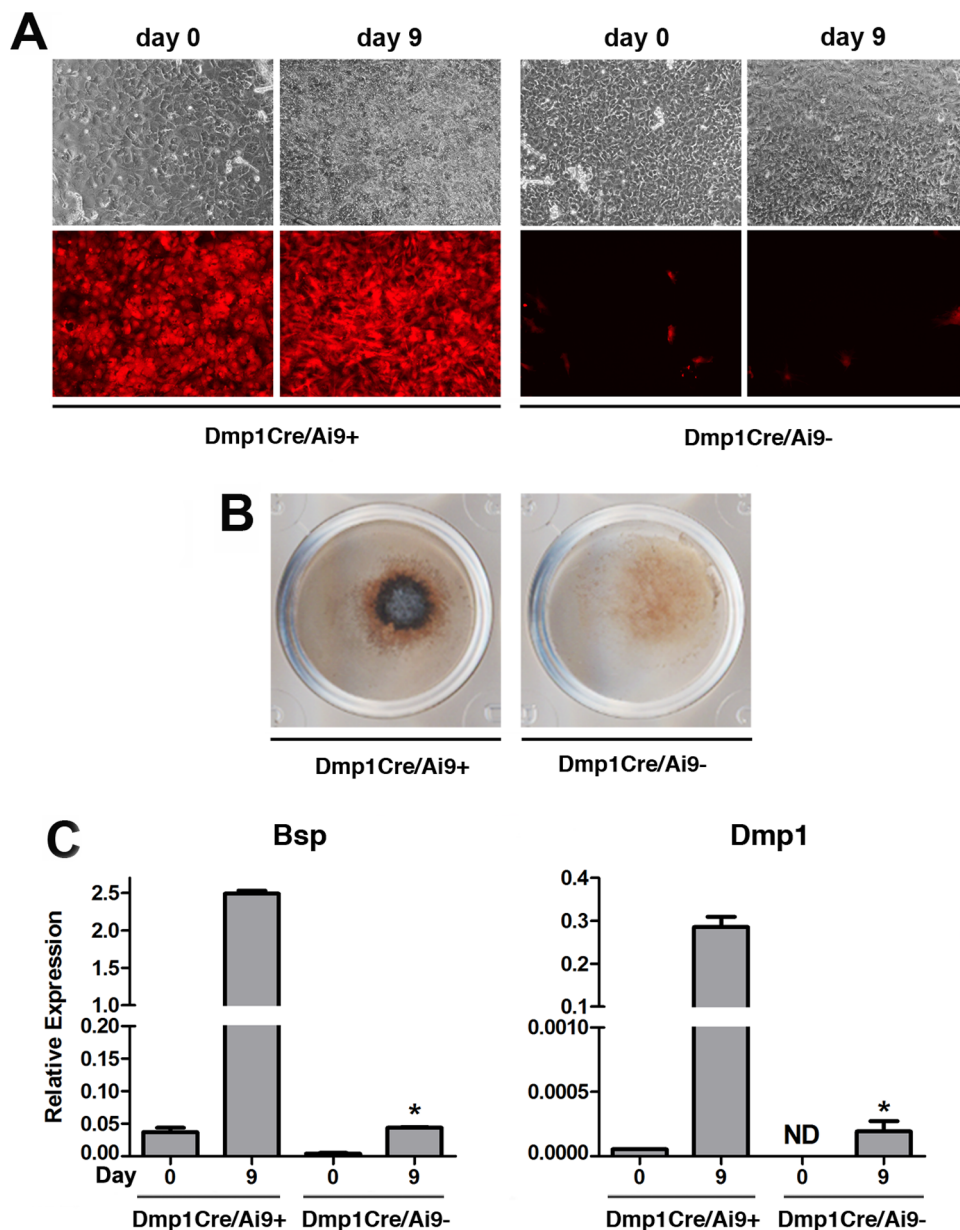 A
day 0 day 9 day 0 day 9
Dmp1Cre/Ai9+ Dmp1Cre/Ai9-
B
Dmp1Cre/Ai9+ Dmp1Cre/Ai9-
C
Bsp Dmp1
Relative Expression
2.5
2.0
1.5
1.0
0.20
0.15
0.10
0.05
0.00
*
Day 0 9 0 9
Dmp1Cre/Ai9+ Dmp1Cre/Ai9-
0.4
0.3
0.2
0.1
0.0010
0.0005
0.0000
ND *
0 9 0 9
Dmp1Cre/Ai9+ Dmp1Cre/Ai9-